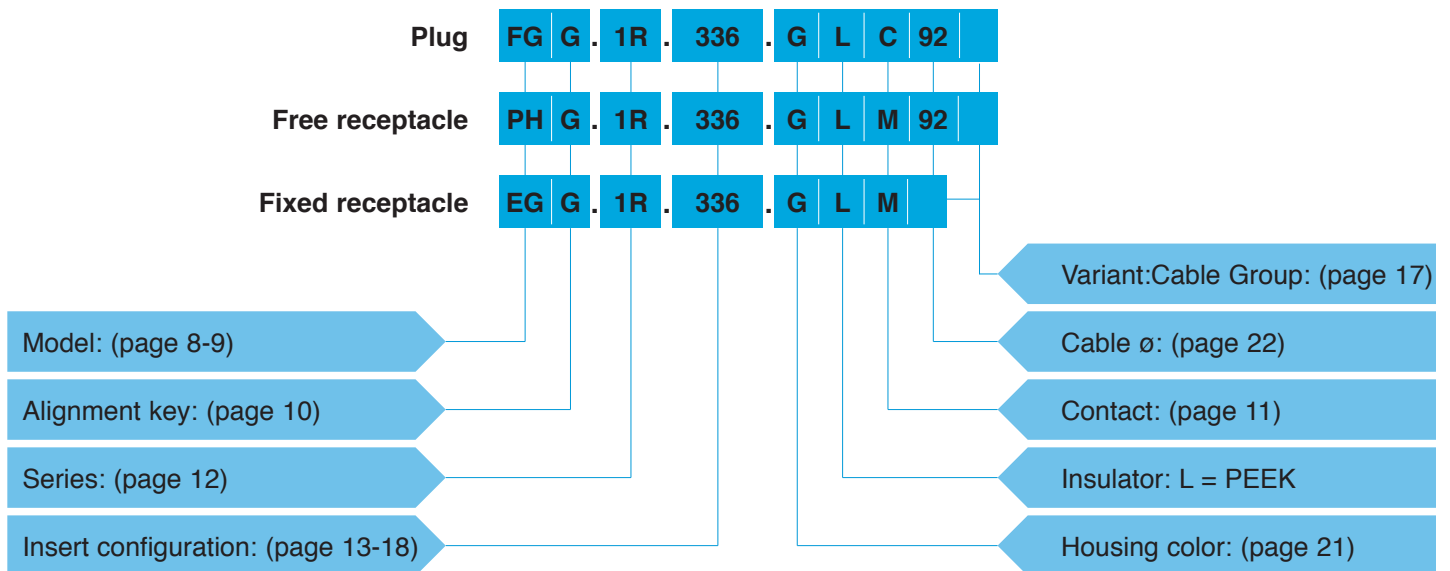 Plug FG G . 1R . 336 . G L C 92
Free receptacle PH G . 1R . 336 . G L M 92
Fixed receptacle EG G . 1R . 336 . G L M
Variant:Cable Group: (page 17)
Model: (page 8-9) Cable ø: (page 22)
Alignment key: (page 10) Contact: (page 11)
Series: (page 12) Insulator: L = PEEK
Insert configuration: (page 13-18) Housing color: (page 21)